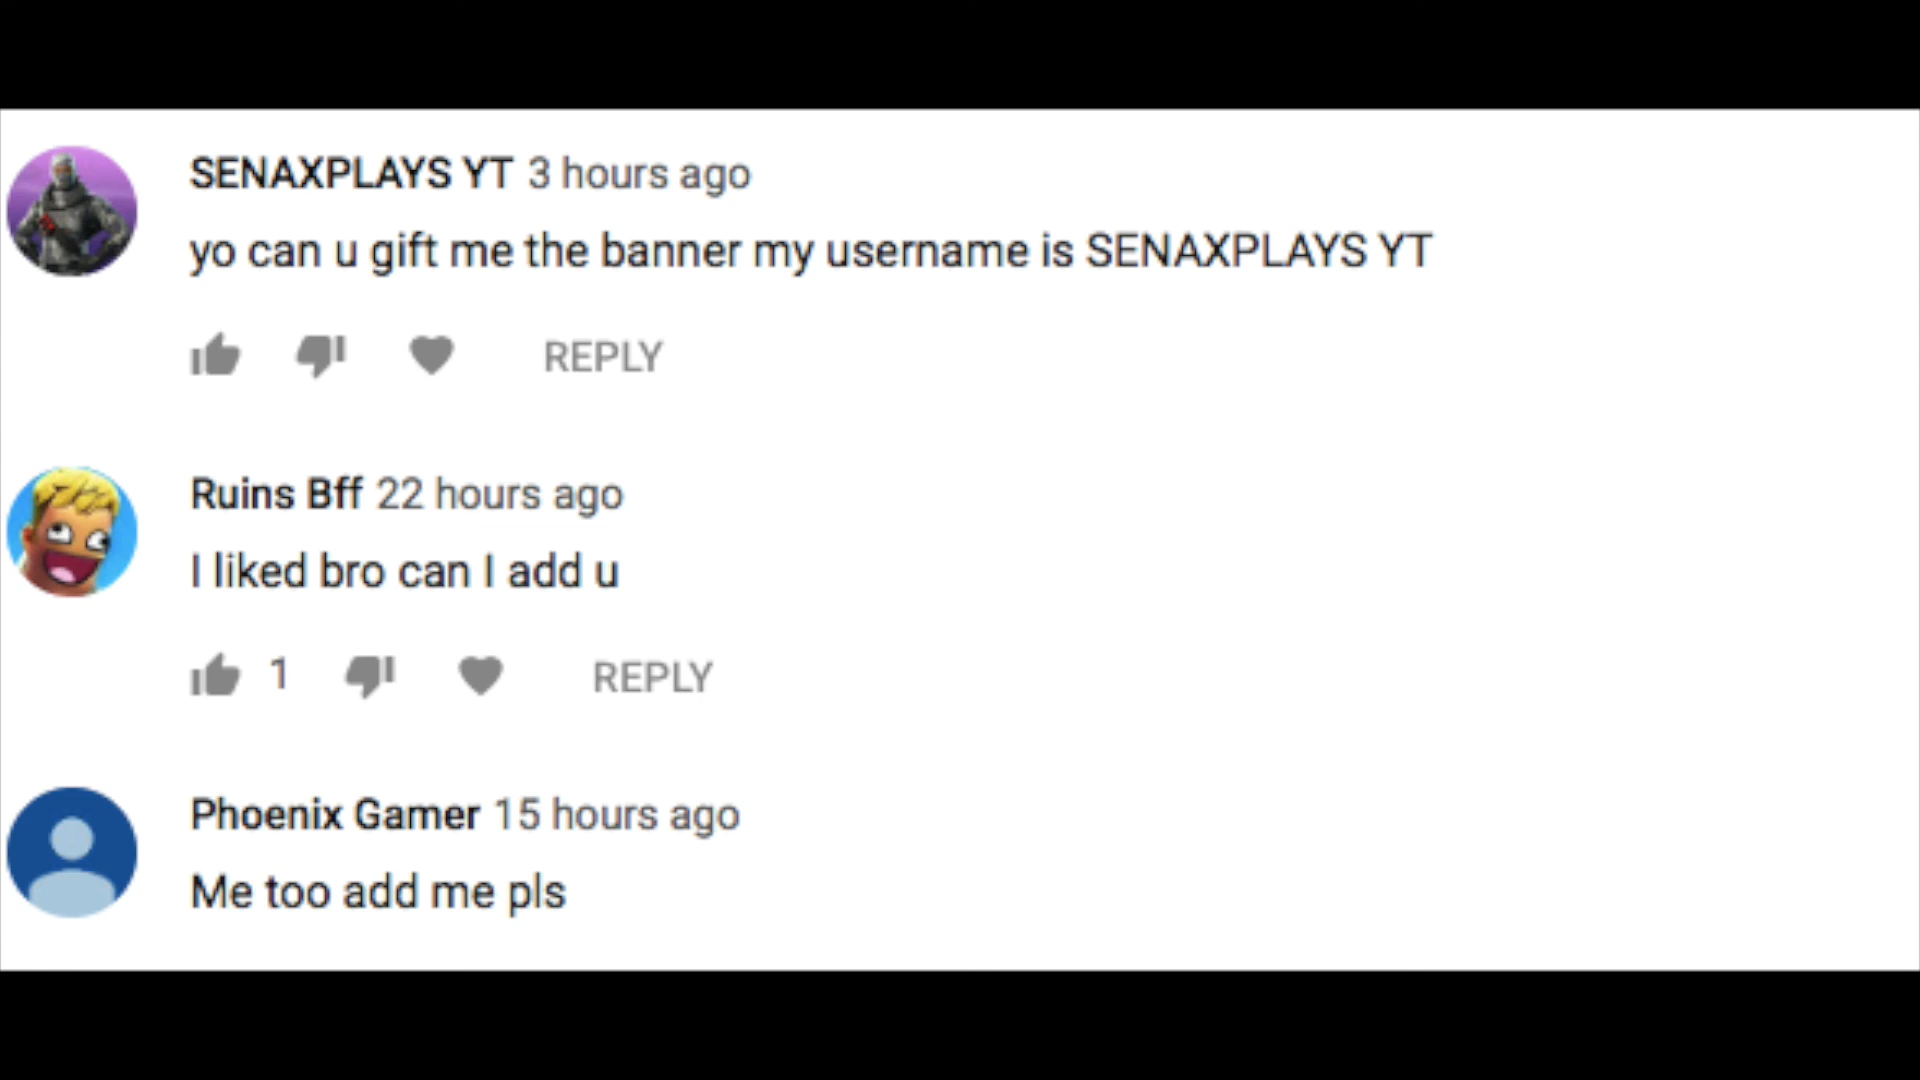 SENAXPLAYS YT 3 hours ago
yo can u gift me the banner my username is SENAXPLAYS YT
REPLY
Ruins Bff 22 hours ago
I liked bro can I add u
1 REPLY
Phoenix Gamer 15 hours ago
Me too add me pls